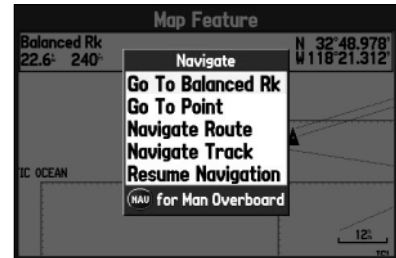 Map Feature
Balanced Rk
22.6 240°
N 32°48.978'
W118°21.312'
Navigate
Go To Balanced Rk
Go To Point
Navigate Route
Navigate Track
Resume Navigation
NAV for Man Overboard
IC OCEAN
12